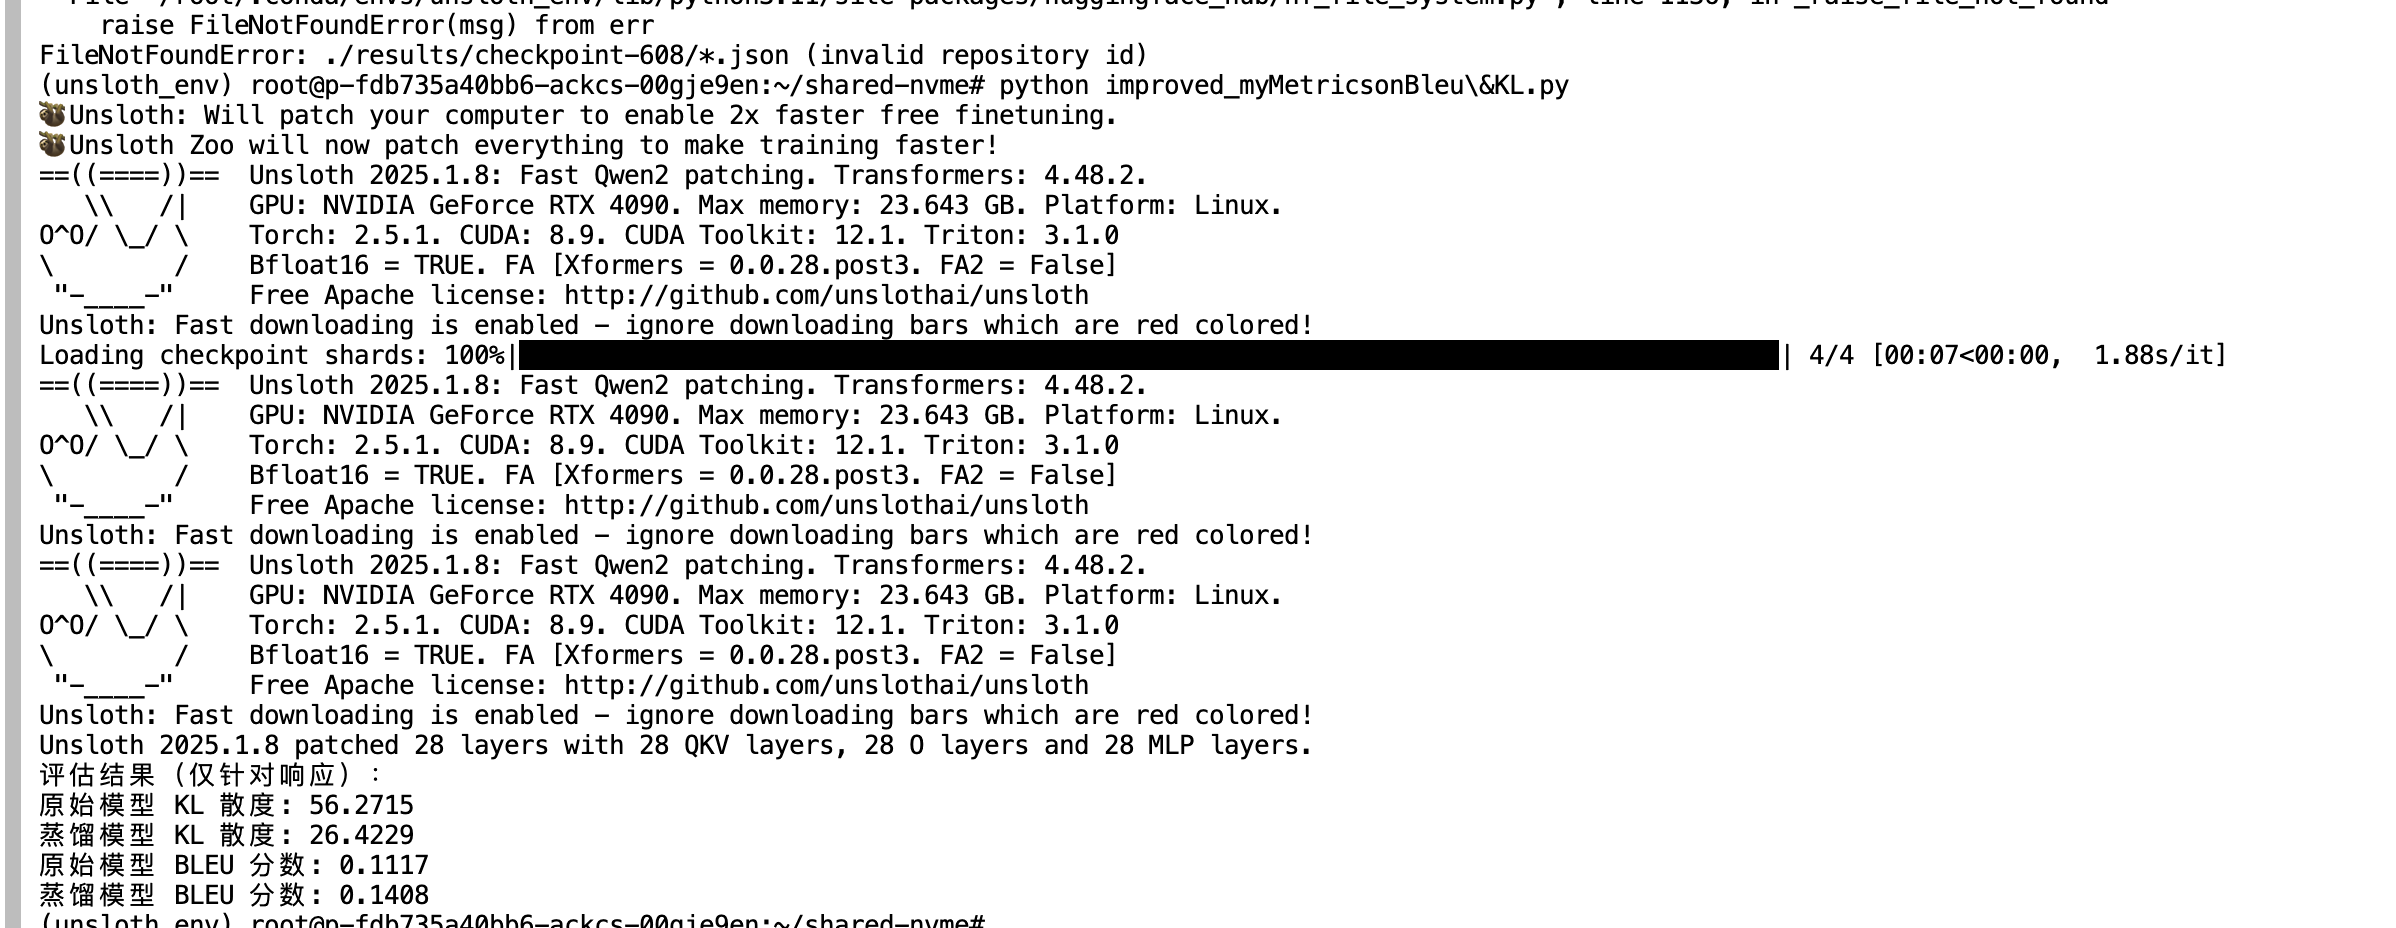 File "/root/.conda/envs/unsloth_env/lib/python3.11/site-packages/huggingface_hub/hf_file_system.py", line 1136, in _raise_file_not_found
    raise FileNotFoundError(msg) from err
FileNotFoundError: ./results/checkpoint-608/*.json (invalid repository id)
(unsloth_env) root@p-fdb735a40bb6-ackcs-00gje9en:~/shared-nvme# python improved_myMetricsonBleu\&KL.py
🦥Unsloth: Will patch your computer to enable 2x faster free finetuning.
🦥Unsloth Zoo will now patch everything to make training faster!
==((====))==  Unsloth 2025.1.8: Fast Qwen2 patching. Transformers: 4.48.2.
   \\   /|    GPU: NVIDIA GeForce RTX 4090. Max memory: 23.643 GB. Platform: Linux.
O^O/ \_/ \    Torch: 2.5.1. CUDA: 8.9. CUDA Toolkit: 12.1. Triton: 3.1.0
\        /    Bfloat16 = TRUE. FA [Xformers = 0.0.28.post3. FA2 = False]
 "-____-"     Free Apache license: http://github.com/unslothai/unsloth
Unsloth: Fast downloading is enabled - ignore downloading bars which are red colored!
Loading checkpoint shards: 100%|| 4/4 [00:07<00:00,  1.88s/it]
==((====))==  Unsloth 2025.1.8: Fast Qwen2 patching. Transformers: 4.48.2.
   \\   /|    GPU: NVIDIA GeForce RTX 4090. Max memory: 23.643 GB. Platform: Linux.
O^O/ \_/ \    Torch: 2.5.1. CUDA: 8.9. CUDA Toolkit: 12.1. Triton: 3.1.0
\        /    Bfloat16 = TRUE. FA [Xformers = 0.0.28.post3. FA2 = False]
 "-____-"     Free Apache license: http://github.com/unslothai/unsloth
Unsloth: Fast downloading is enabled - ignore downloading bars which are red colored!
==((====))==  Unsloth 2025.1.8: Fast Qwen2 patching. Transformers: 4.48.2.
   \\   /|    GPU: NVIDIA GeForce RTX 4090. Max memory: 23.643 GB. Platform: Linux.
O^O/ \_/ \    Torch: 2.5.1. CUDA: 8.9. CUDA Toolkit: 12.1. Triton: 3.1.0
\        /    Bfloat16 = TRUE. FA [Xformers = 0.0.28.post3. FA2 = False]
 "-____-"     Free Apache license: http://github.com/unslothai/unsloth
Unsloth: Fast downloading is enabled - ignore downloading bars which are red colored!
Unsloth 2025.1.8 patched 28 layers with 28 QKV layers, 28 O layers and 28 MLP layers.
评估结果（仅针对响应）：
原始模型 KL 散度: 56.2715
蒸馏模型 KL 散度: 26.4229
原始模型 BLEU 分数: 0.1117
蒸馏模型 BLEU 分数: 0.1408
(unsloth_env) root@p-fdb735a40bb6-ackcs-00gje9en:~/shared-nvme#